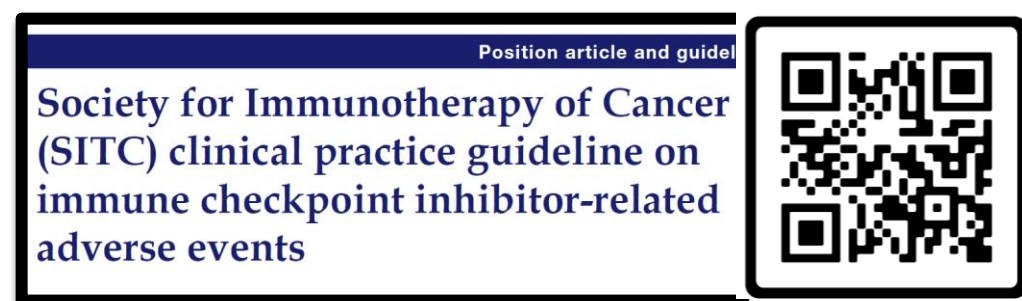 Position article and guidel
Society for Immunotherapy of Cancer
(SITC) clinical practice guideline on
immune checkpoint inhibitor-related
adverse events